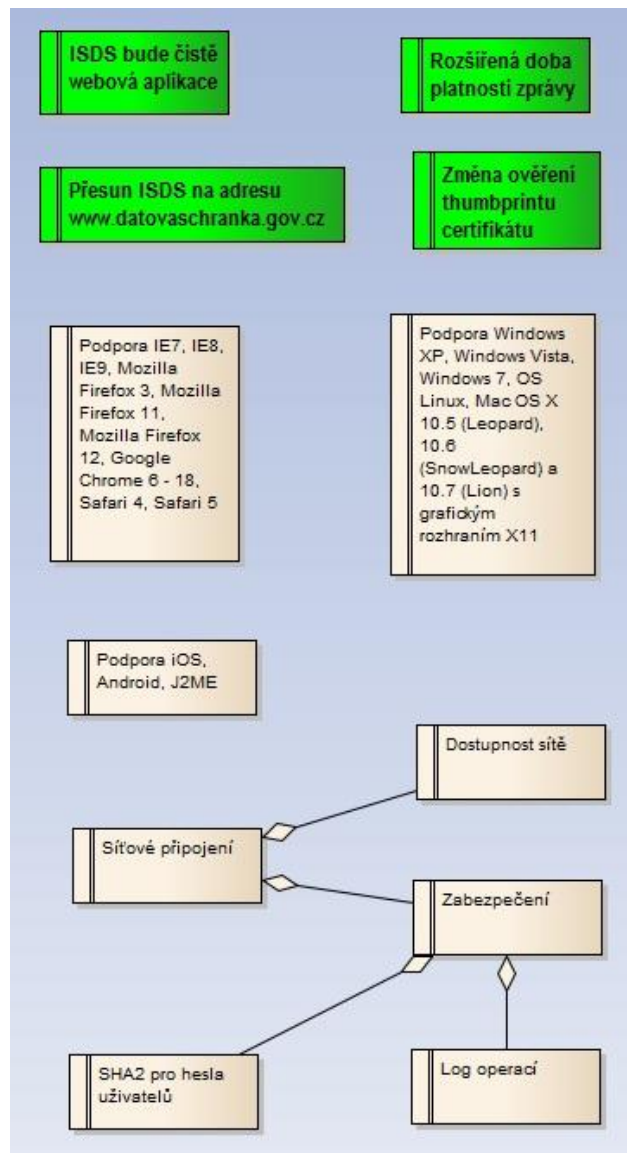 ISDS bude čistě
webová aplikace
Rozšířená doba
platnosti zprávy
Přesun ISDS na adresu
www.datovaschranka.gov.cz
Změna ověření
thumbprintu
certifikátu
Podpora IE7, IE8,
IE9, Mozilla
Firefox 3, Mozilla
Firefox 11,
Mozilla Firefox
12, Google
Chrome 6 - 18,
Safari 4, Safari 5
Podpora Windows
XP, Windows Vista,
Windows 7, OS
Linux, Mac OS X
10.5 (Leopard),
10.6
(SnowLeopard) a
10.7 (Lion) s
grafickým
rozhraním X11
Podpora iOS,
Android, J2ME
Dostupnost sítě
Síťové připojení
Zabezpečení
SHA2 pro hesla
uživatelů
Log operací